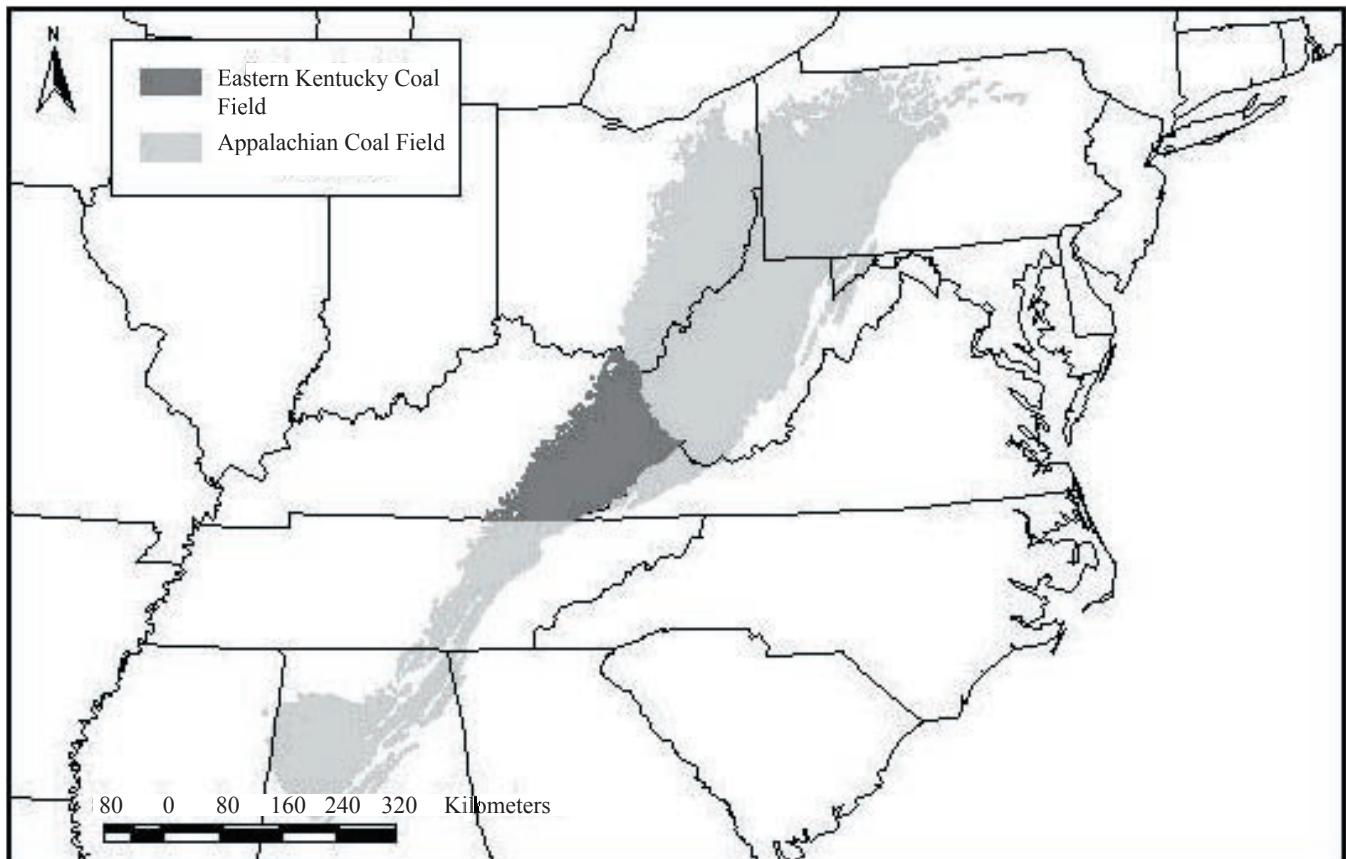 N
Eastern Kentucky Coal
Field
Appalachian Coal Field
80 0 80 160 240 320 Kilometers